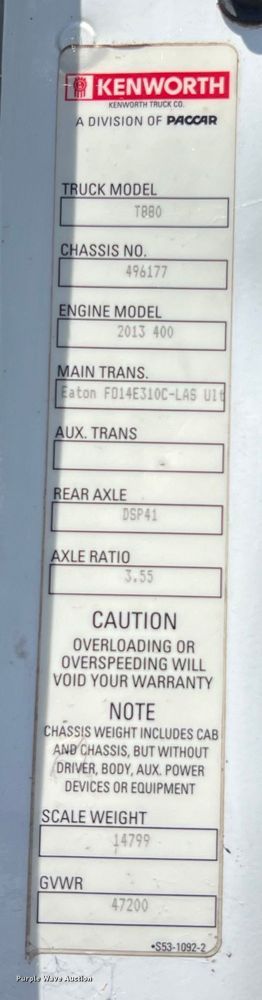 KENWORTH
KENWORTH TRUCK CO.
A DIVISION OF PACCAR
TRUCK MODEL
T880
CHASSIS NO.
496177
ENGINE MODEL
2013 400
MAIN TRANS.
Eaton FO14E310C-LAS Ult
AUX. TRANS
REAR AXLE
DSP41
AXLE RATIO
3.55
CAUTION
OVERLOADING OR
OVERSPEEDING WILL
VOID YOUR WARRANTY
NOTE
CHASSIS WEIGHT INCLUDES CAB
AND CHASSIS, BUT WITHOUT
DRIVER, BODY, AUX. POWER
DEVICES OR EQUIPMENT
SCALE WEIGHT
14799
GVWR
47200
•S53-1092-2
Purple Wave Auction